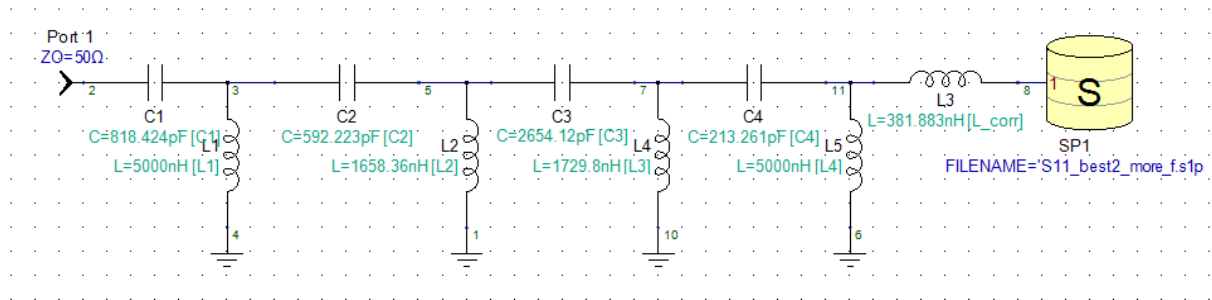 Port 1
ZO=50Ω
2
3
5
7
11
8
1
S
C1
C2
C3
C4
L3
C=818.424pF [C1]
C=592.223pF [C2]
C=2654.12pF [C3]
C=213.261pF [C4]
L=381.883nH [L_corr]
L1
L2
L4
L5
SP1
L=5000nH [L1]
L=1658.36nH [L2]
L=1729.8nH [L3]
L=5000nH [L4]
FILENAME='S11_best2_more_f.s1p
4
1
10
6